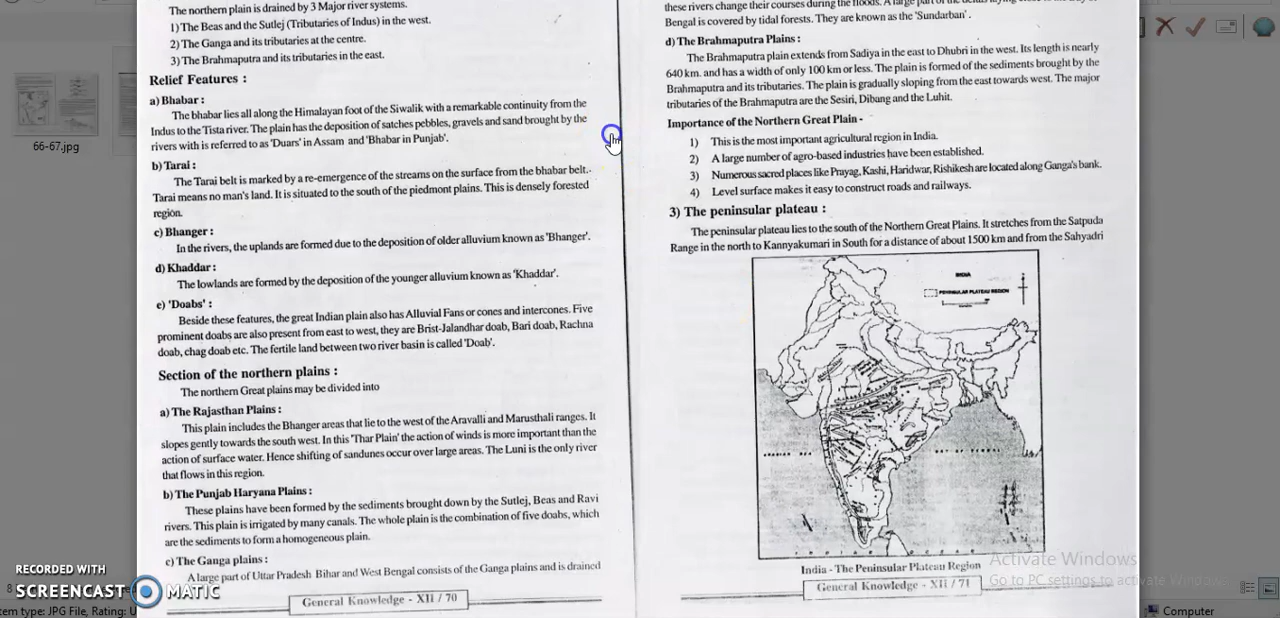 The northern plain is drained by 3 Major river systems.
1) The Beas and the Sutlej (Tributaries of Indus) in the west.
2) The Ganga and its tributaries at the centre.
3) The Brahmaputra and its tributaries in the east.
Relief Features :
a) Bhabar :
The bhabar lies all along the Himalayan foot of the Siwalik with a remarkable continuity from the
Indus to the Tista river. The plain has the deposition of satches pebbles, gravels and sand brought by the
rivers with is referred to as 'Duars' in Assam and 'Bhabar in Punjab'.
b) Tarai :
The Tarai belt is marked by a re-emergence of the streams on the surface from the bhabar belt.
Tarai means no man's land. It is situated to the south of the piedmont plains. This is densely forested
region.
c) Bhanger :
In the rivers, the uplands are formed due to the deposition of older alluvium known as 'Bhanger'.
d) Khaddar :
The lowlands are formed by the deposition of the younger alluvium known as 'Khaddar'.
e) 'Doabs' :
Beside these features, the great Indian plain also has Alluvial Fans or cones and intercones. Five
prominent doabs are also present from east to west, they are Brist-Jalandhar doab, Bari doab, Rachna
doab, chag doab etc. The fertile land between two river basin is called 'Doab'.
Section of the northern plains :
The northern Great plains may be divided into
a) The Rajasthan Plains :
This plain includes the Bhanger areas that lie to the west of the Aravalli and Marusthali ranges. It
slopes gently towards the south west. In this 'Thar Plain' the action of winds is more important than the
action of surface water. Hence shifting of sandunes occur over large areas. The Luni is the only river
that flows in this region.
b) The Punjab Haryana Plains :
These plains have been formed by the sediments brought down by the Sutlej, Beas and Ravi
rivers. This plain is irrigated by many canals. The whole plain is the combination of five doabs, which
are the sediments to form a homogeneous plain.
c) The Ganga plains :
A large part of Uttar Pradesh Bihar and West Bengal consists of the Ganga plains and is drained
General Knowledge - XII / 70
these rivers change their courses during the floods. A large part of the
Bengal is covered by tidal forests. They are known as the 'Sundarban'.
d) The Brahmaputra Plains :
The Brahmaputra plain extends from Sadiya in the east to Dhubri in the west. Its length is nearly
640 km. and has a width of only 100 km or less. The plain is formed of the sediments brought by the
Brahmaputra and its tributaries. The plain is gradually sloping from the east towards west. The major
tributaries of the Brahmaputra are the Sesiri, Dibang and the Luhit.
Importance of the Northern Great Plain -
1) This is the most important agricultural region in India.
2) A large number of agro-based industries have been established.
3) Numerous sacred places like Prayag, Kashi, Haridwar, Rishikesh are located along Ganga's bank.
4) Level surface makes it easy to construct roads and railways.
3) The peninsular plateau :
The peninsular plateau lies to the south of the Northern Great Plains. It stretches from the Satpuda
Range in the north to Kannyakumari in South for a distance of about 1500 km and from the Sahyadri
INDIA
PENINSULAR PLATEAU REGION
India - The Peninsular Plateau Region
General Knowledge - XII / 71
66-67.jpg
Activate Windows
Go to PC settings to activate Windows.
RECORDED WITH
SCREENCAST MATIC
Item type: JPG File, Rating: U
Computer